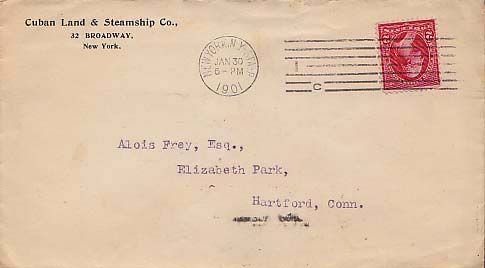 Cuban Land & Steamship Co.,
32 BROADWAY,
New York.
NEW YORK, N.Y.
JAN 30
6-PM
1901
C
Alois Frey, Esq.,
Elizabeth Park,
Hartford, Conn.